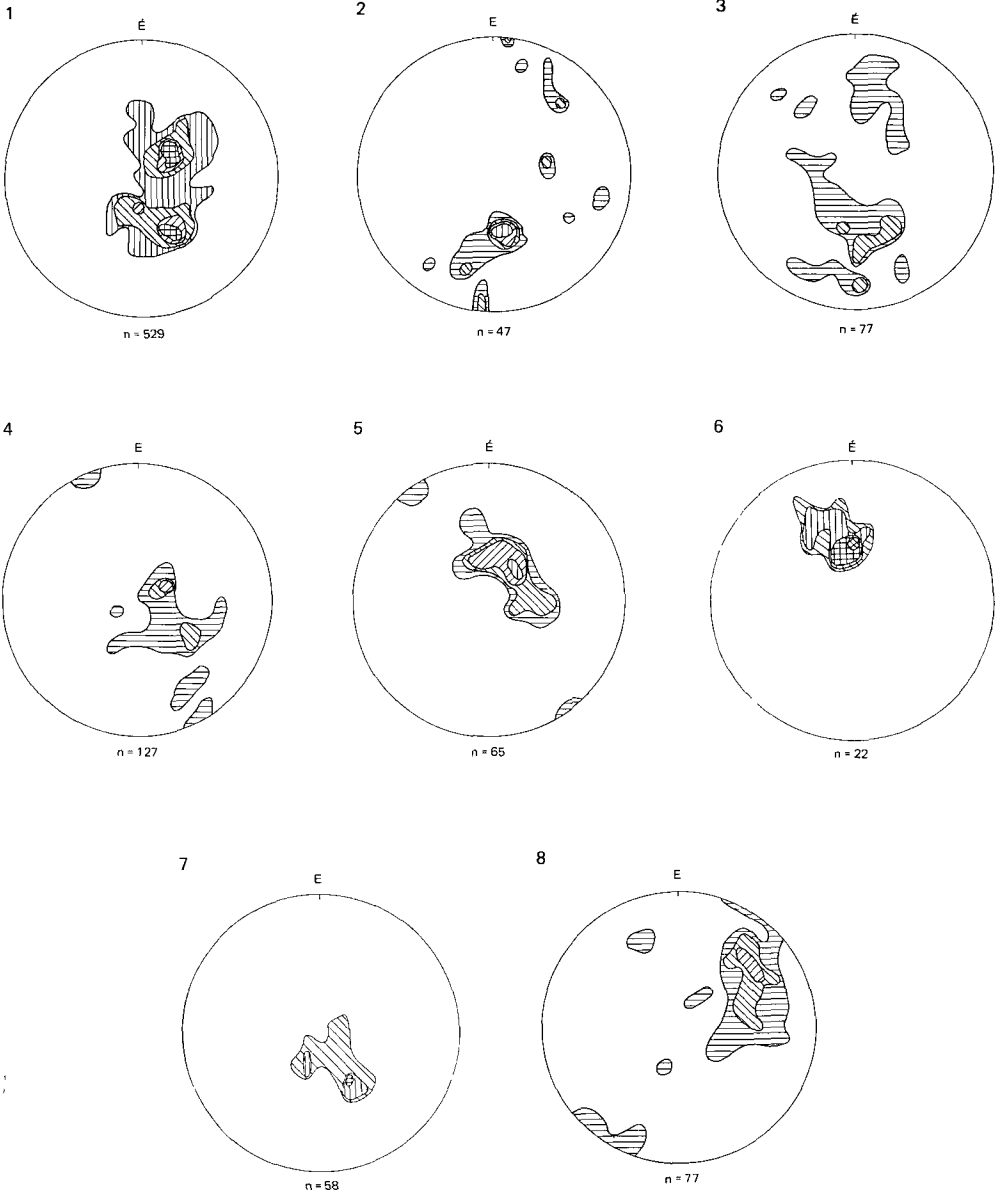 1
É
n = 529
2
E
n = 47
3
É
n = 77
4
E
n = 127
5
É
n = 65
6
É
n = 22
7
E
n = 58
8
E
n = 77